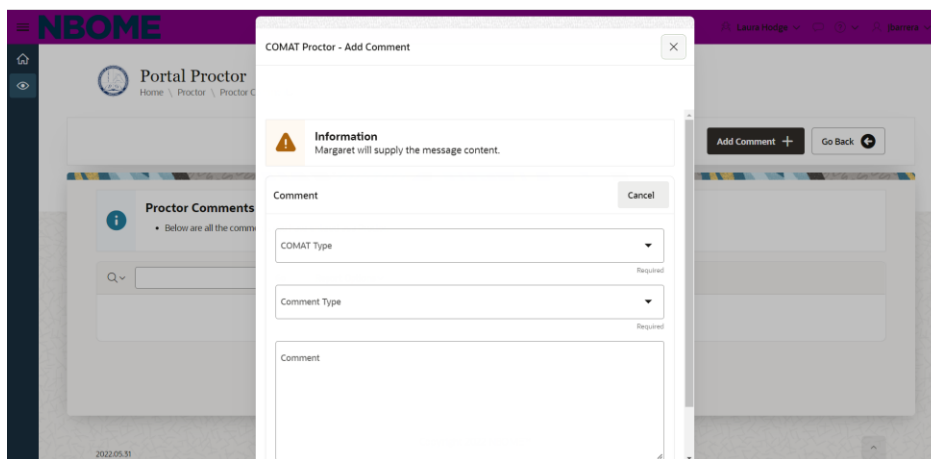 NBOME
Laura Hodge
jbarrera
COMAT Proctor - Add Comment
Portal Proctor
Home \ Proctor \ Proctor C
Information
Margaret will supply the message content.
Add Comment
Go Back
Comment
Cancel
Proctor Comments
Below are all the comm
COMAT Type
Required
Comment Type
Required
Comment
2022.05.31